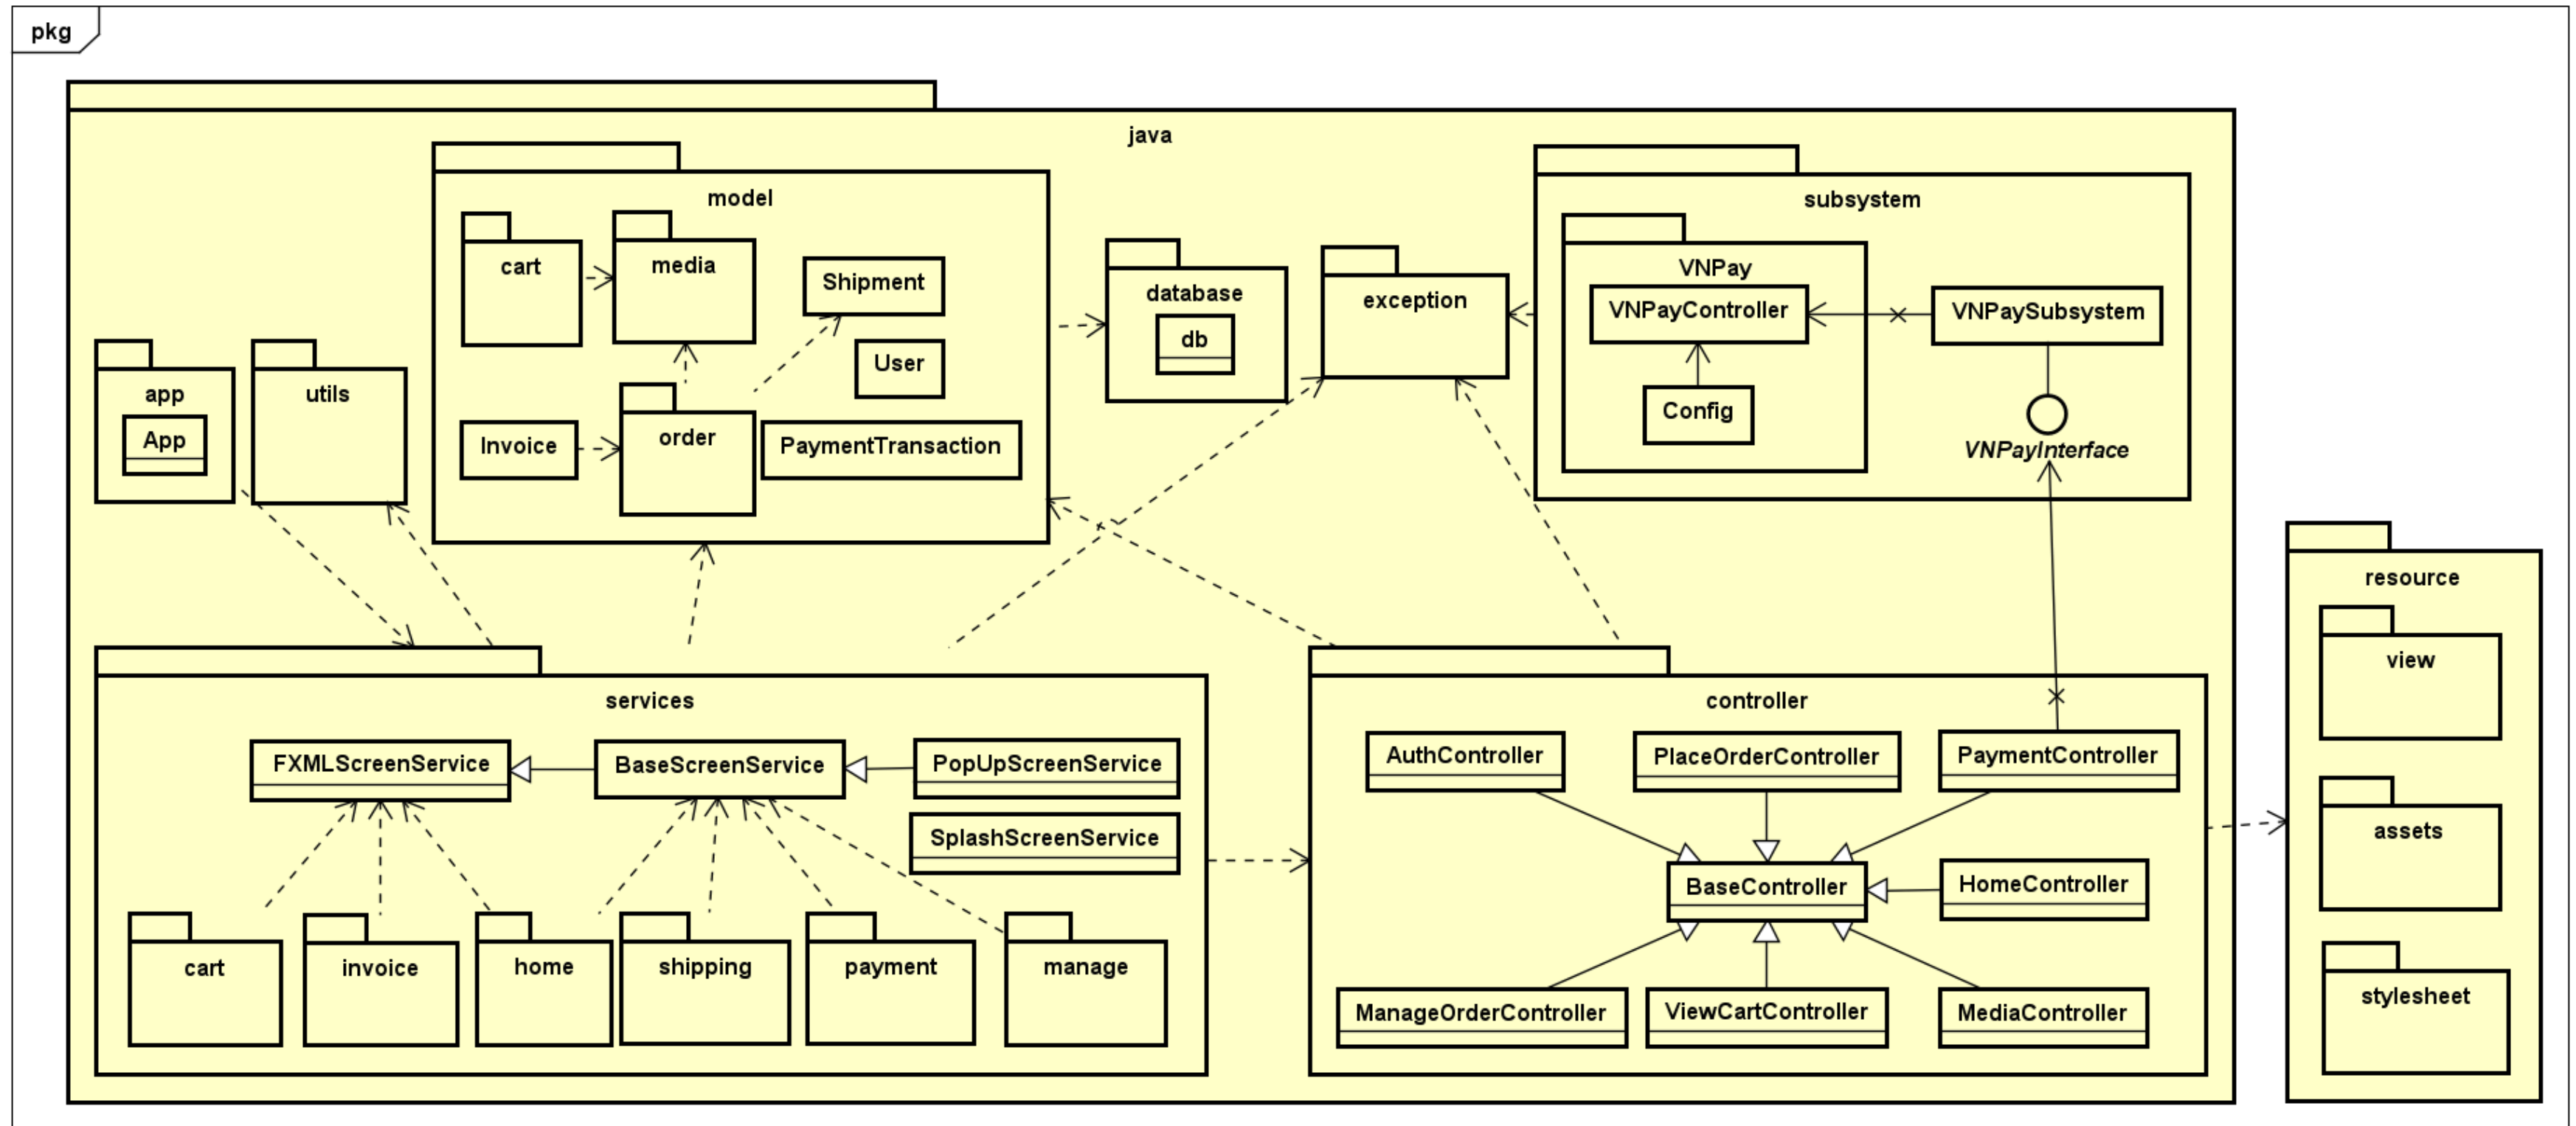 pkg
java
model
cart
media
Shipment
User
Invoice
order
PaymentTransaction
app
App
utils
database
db
exception
subsystem
VNPay
VNPayController
Config
VNPaySubsystem
VNPayInterface
services
FXMLScreenService
BaseScreenService
PopUpScreenService
SplashScreenService
cart
invoice
home
shipping
payment
manage
controller
AuthController
PlaceOrderController
PaymentController
BaseController
HomeController
ManageOrderController
ViewCartController
MediaController
resource
view
assets
stylesheet